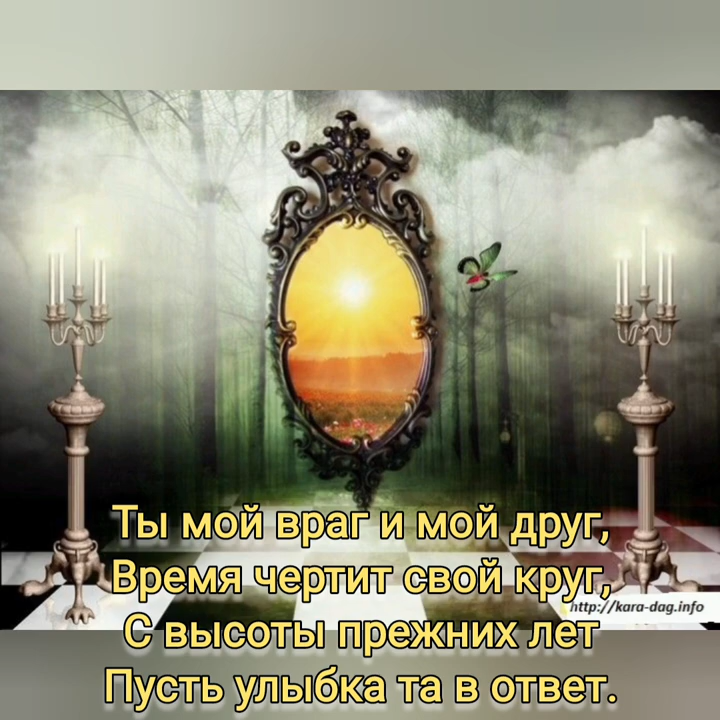 Ты мой враг и мой друг,
Время чертит свой круг,
http://kara-dag.info
С высоты прежних лет
Пусть улыбка та в ответ.